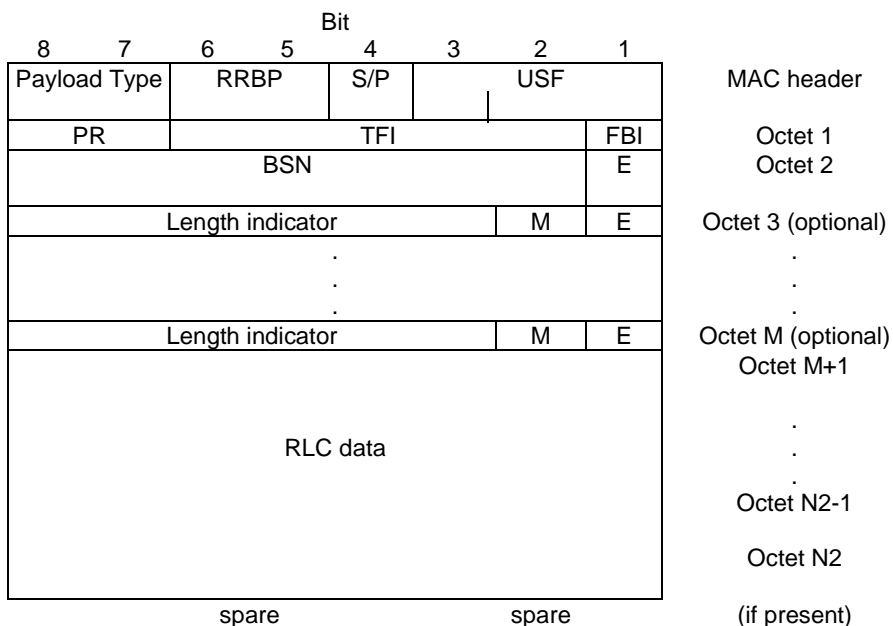 Bit
8 7 6 5 4 3 2 1
Payload Type RRBP S/P USF MAC header
PR TFI FBI Octet 1
BSN E Octet 2
Length indicator M E Octet 3 (optional)
. .
. .
. .
Length indicator M E Octet M (optional)
Octet M+1
.
RLC data .
.
Octet N2-1
Octet N2
spare spare (if present)